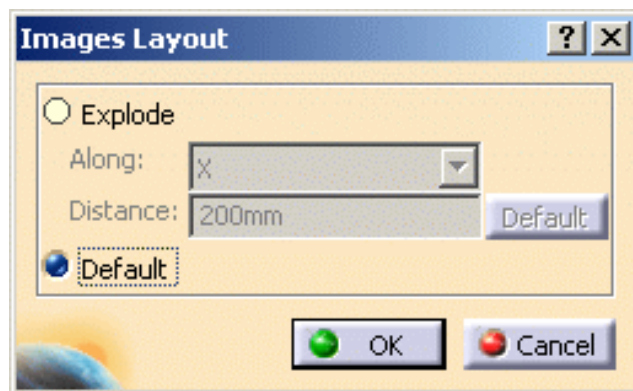 Images Layout ? X
Explode
Along: X
Distance: 200mm Default
Default
OK Cancel